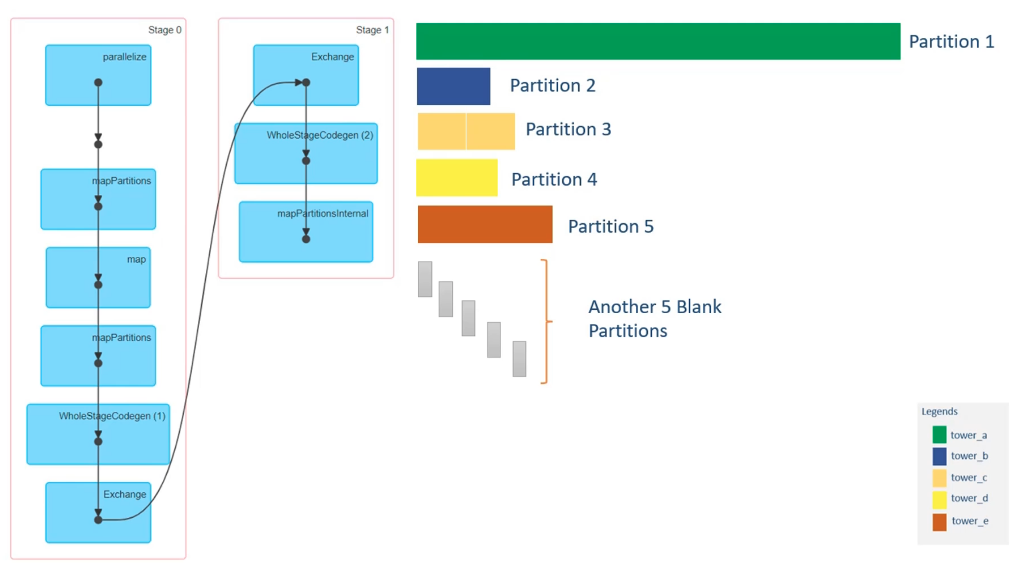 Stage 0
parallelize
mapPartitions
map
mapPartitions
WholeStageCodegen (1)
Exchange
Stage 1
Exchange
WholeStageCodegen (2)
mapPartitionsInternal
Partition 1
Partition 2
Partition 3
Partition 4
Partition 5
Another 5 Blank
Partitions
Legends
tower_a
tower_b
tower_c
tower_d
tower_e